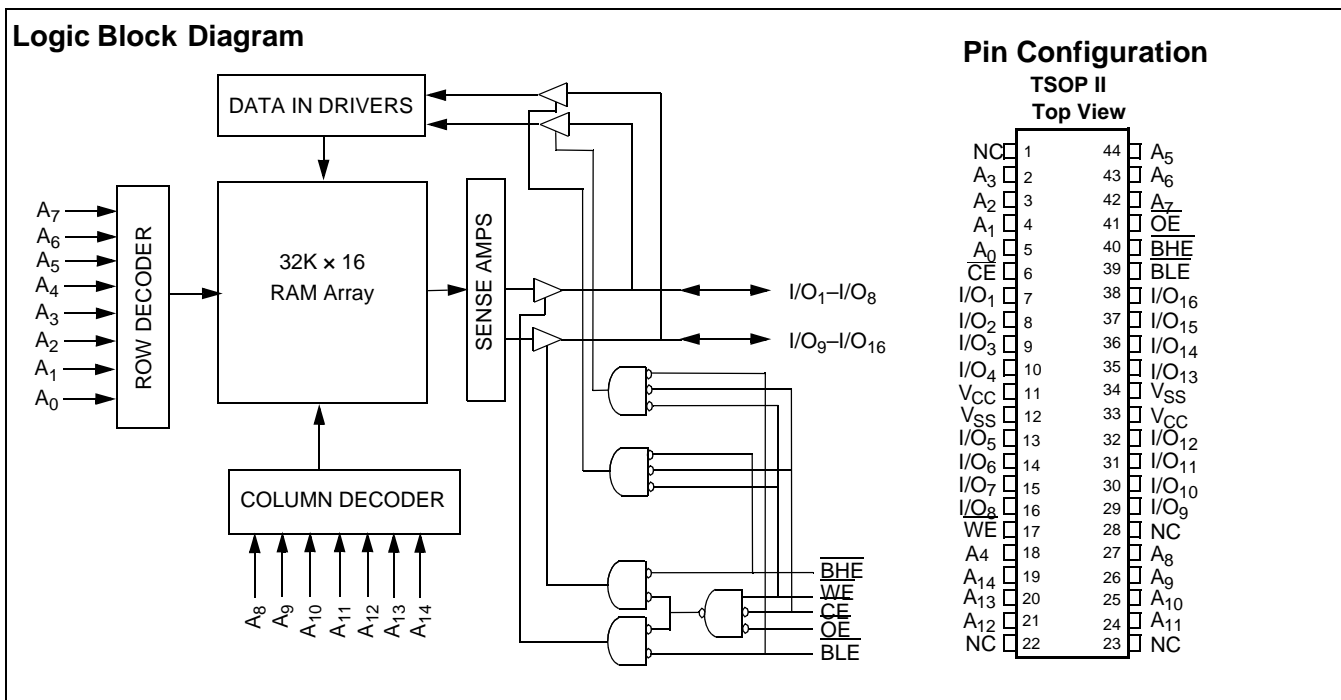 Logic Block Diagram
DATA IN DRIVERS
A7
A6
A5
A4
A3
A2
A1
A0
ROW DECODER
32K × 16
RAM Array
SENSE AMPS
I/O1–I/O8
I/O9–I/O16
COLUMN DECODER
A8
A9
A10
A11
A12
A13
A14
BHE
WE
CE
OE
BLE
Pin Configuration
TSOP II
Top View
NC 1 44 A5
A3 2 43 A6
A2 3 42 A7
A1 4 41 OE
A0 5 40 BHE
CE 6 39 BLE
I/O1 7 38 I/O16
I/O2 8 37 I/O15
I/O3 9 36 I/O14
I/O4 10 35 I/O13
VCC 11 34 VSS
VSS 12 33 VCC
I/O5 13 32 I/O12
I/O6 14 31 I/O11
I/O7 15 30 I/O10
I/O8 16 29 I/O9
WE 17 28 NC
A4 18 27 A8
A14 19 26 A9
A13 20 25 A10
A12 21 24 A11
NC 22 23 NC